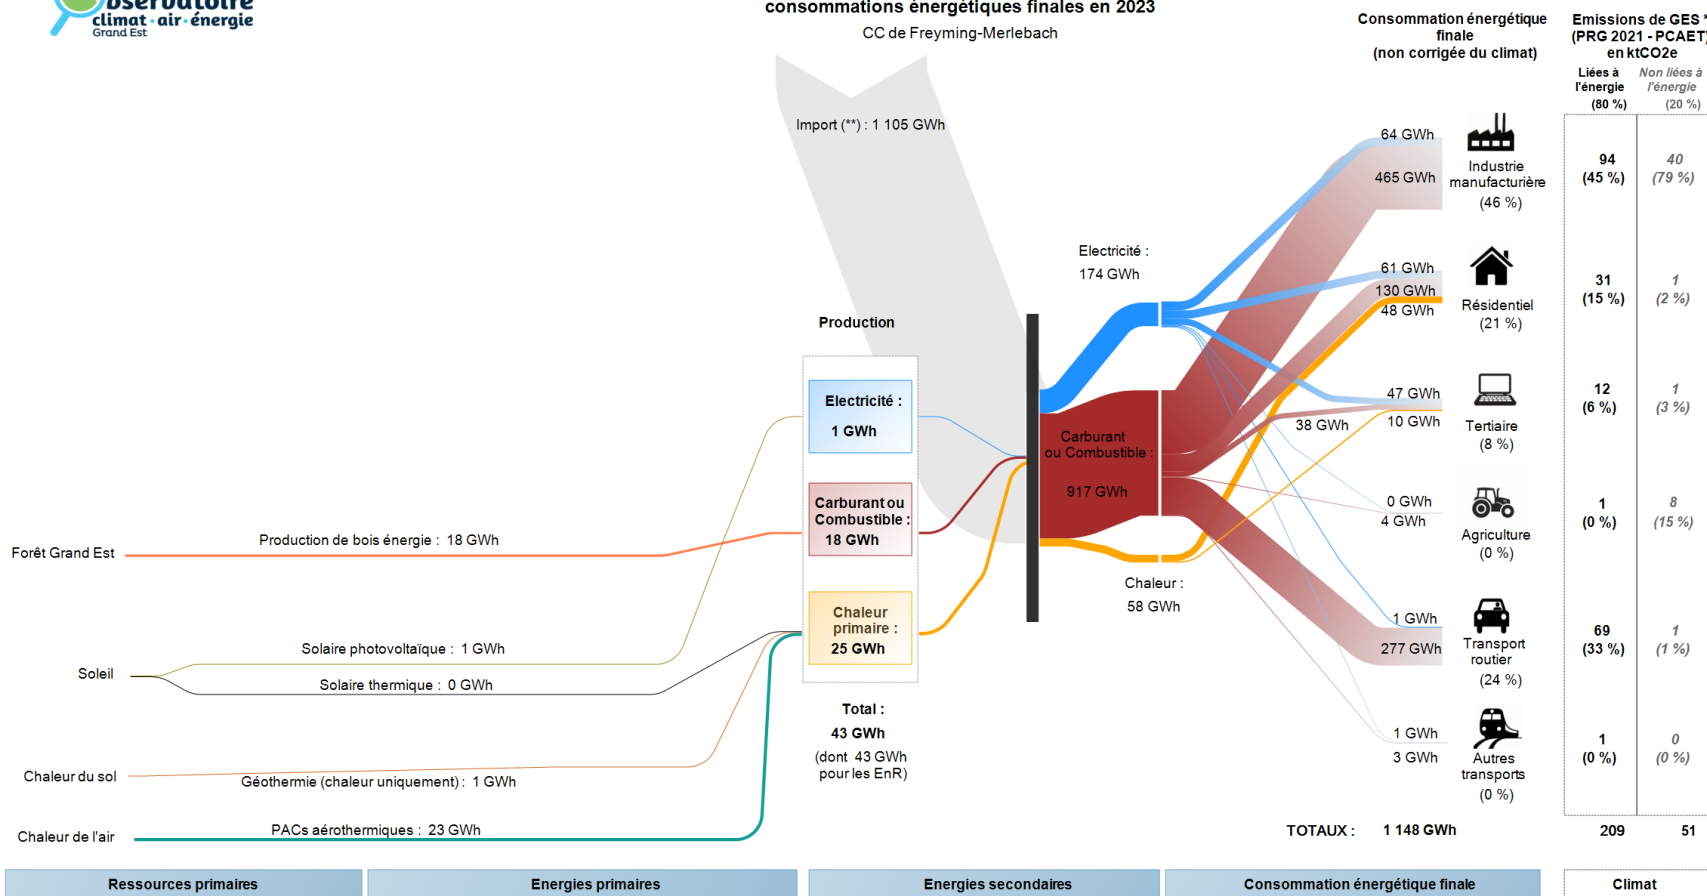 Observatoire
climat · air · énergie
Grand Est
consommations énergétiques finales en 2023
CC de Freyming-Merlebach
Consommation énergétique
finale
(non corrigée du climat)
Emissions de GES *
(PRG 2021 - PCAET)
en ktCO2e
Liées à
l'énergie
(80 %)
Non liées à
l'énergie
(20 %)
Import (**) : 1 105 GWh
64 GWh
465 GWh
Industrie
manufacturière
(46 %)
94
(45 %)
40
(79 %)
Electricité :
174 GWh
61 GWh
130 GWh
48 GWh
Résidentiel
(21 %)
31
(15 %)
1
(2 %)
Production
Electricité :
1 GWh
Carburant
ou Combustible :
917 GWh
47 GWh
38 GWh
10 GWh
Tertiaire
(8 %)
12
(6 %)
1
(3 %)
Carburant ou
Combustible :
18 GWh
0 GWh
4 GWh
Agriculture
(0 %)
1
(0 %)
8
(15 %)
Forêt Grand Est
Production de bois énergie : 18 GWh
Chaleur
primaire :
25 GWh
Chaleur :
58 GWh
1 GWh
277 GWh
Transport
routier
(24 %)
69
(33 %)
1
(1 %)
Soleil
Solaire photovoltaïque : 1 GWh
Solaire thermique : 0 GWh
Total :
43 GWh
(dont 43 GWh
pour les EnR)
1 GWh
3 GWh
Autres
transports
(0 %)
1
(0 %)
0
(0 %)
Chaleur du sol
Géothermie (chaleur uniquement) : 1 GWh
Chaleur de l'air
PACs aérothermiques : 23 GWh
TOTAUX : 1 148 GWh
209
51
Ressources primaires
Energies primaires
Energies secondaires
Consommation énergétique finale
Climat